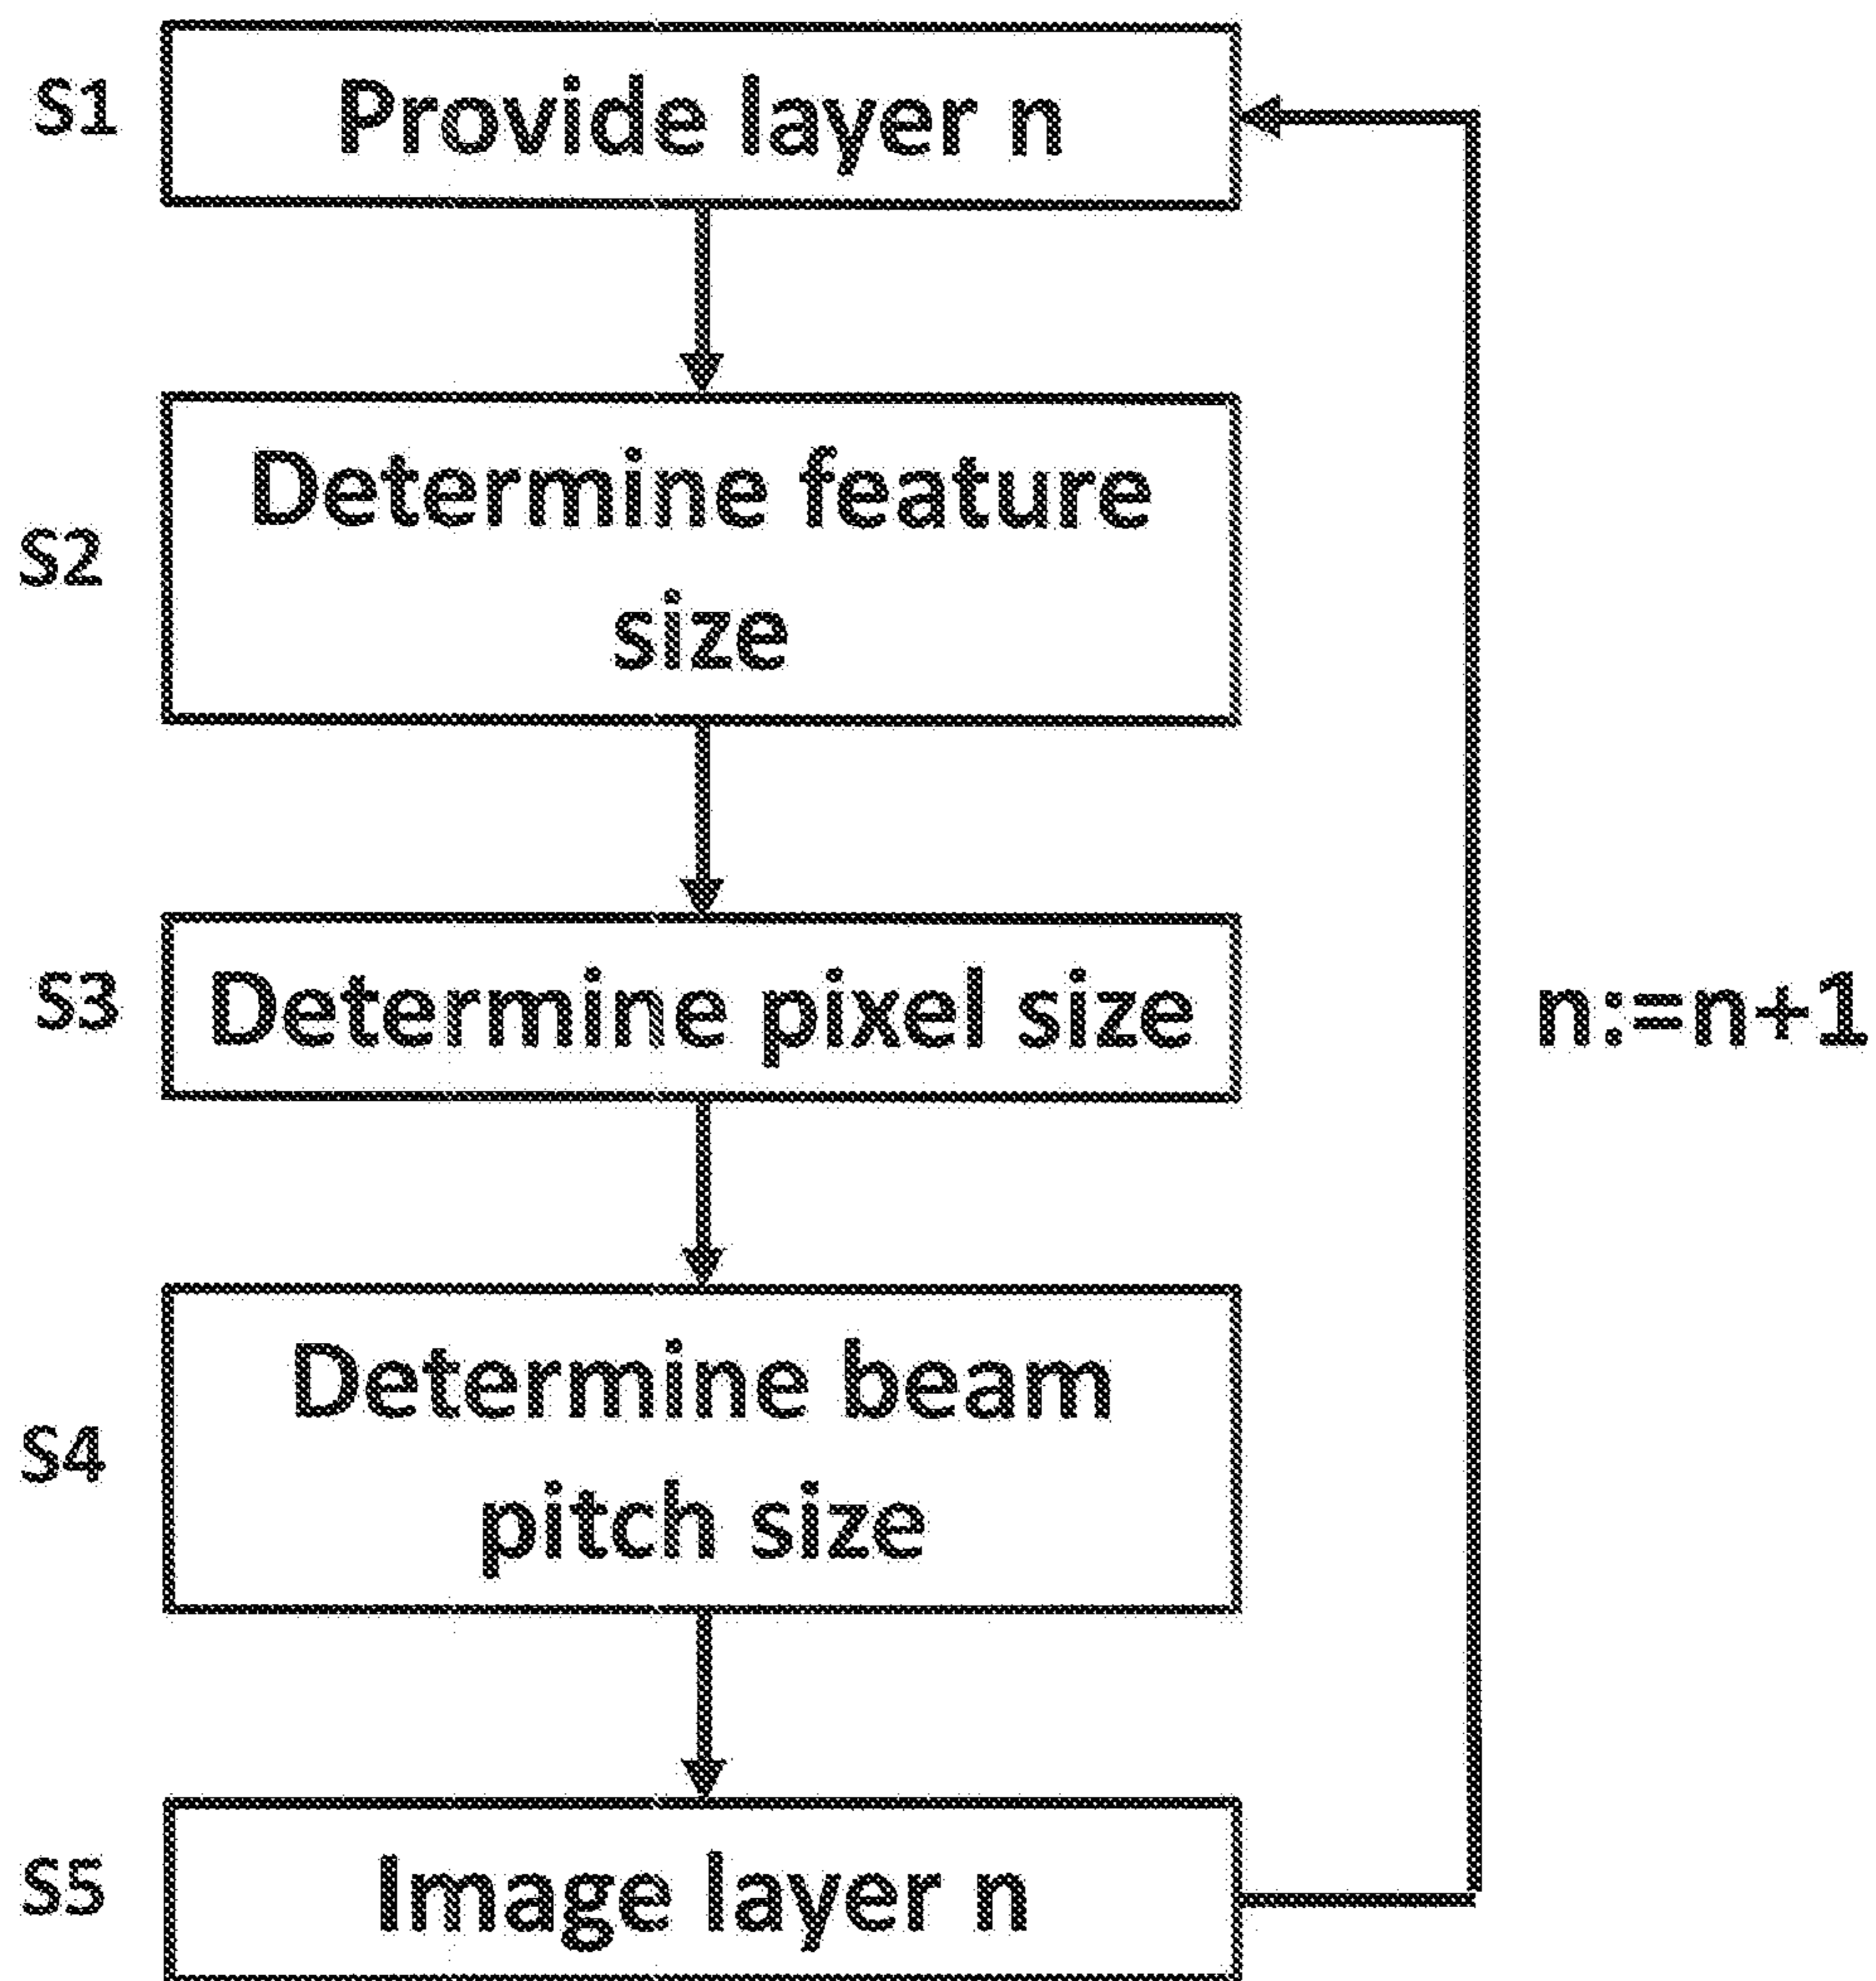 S1
Provide layer n
S2
Determine feature
size
S3
Determine pixel size
n:=n+1
S4
Determine beam
pitch size
S5
Image layer n